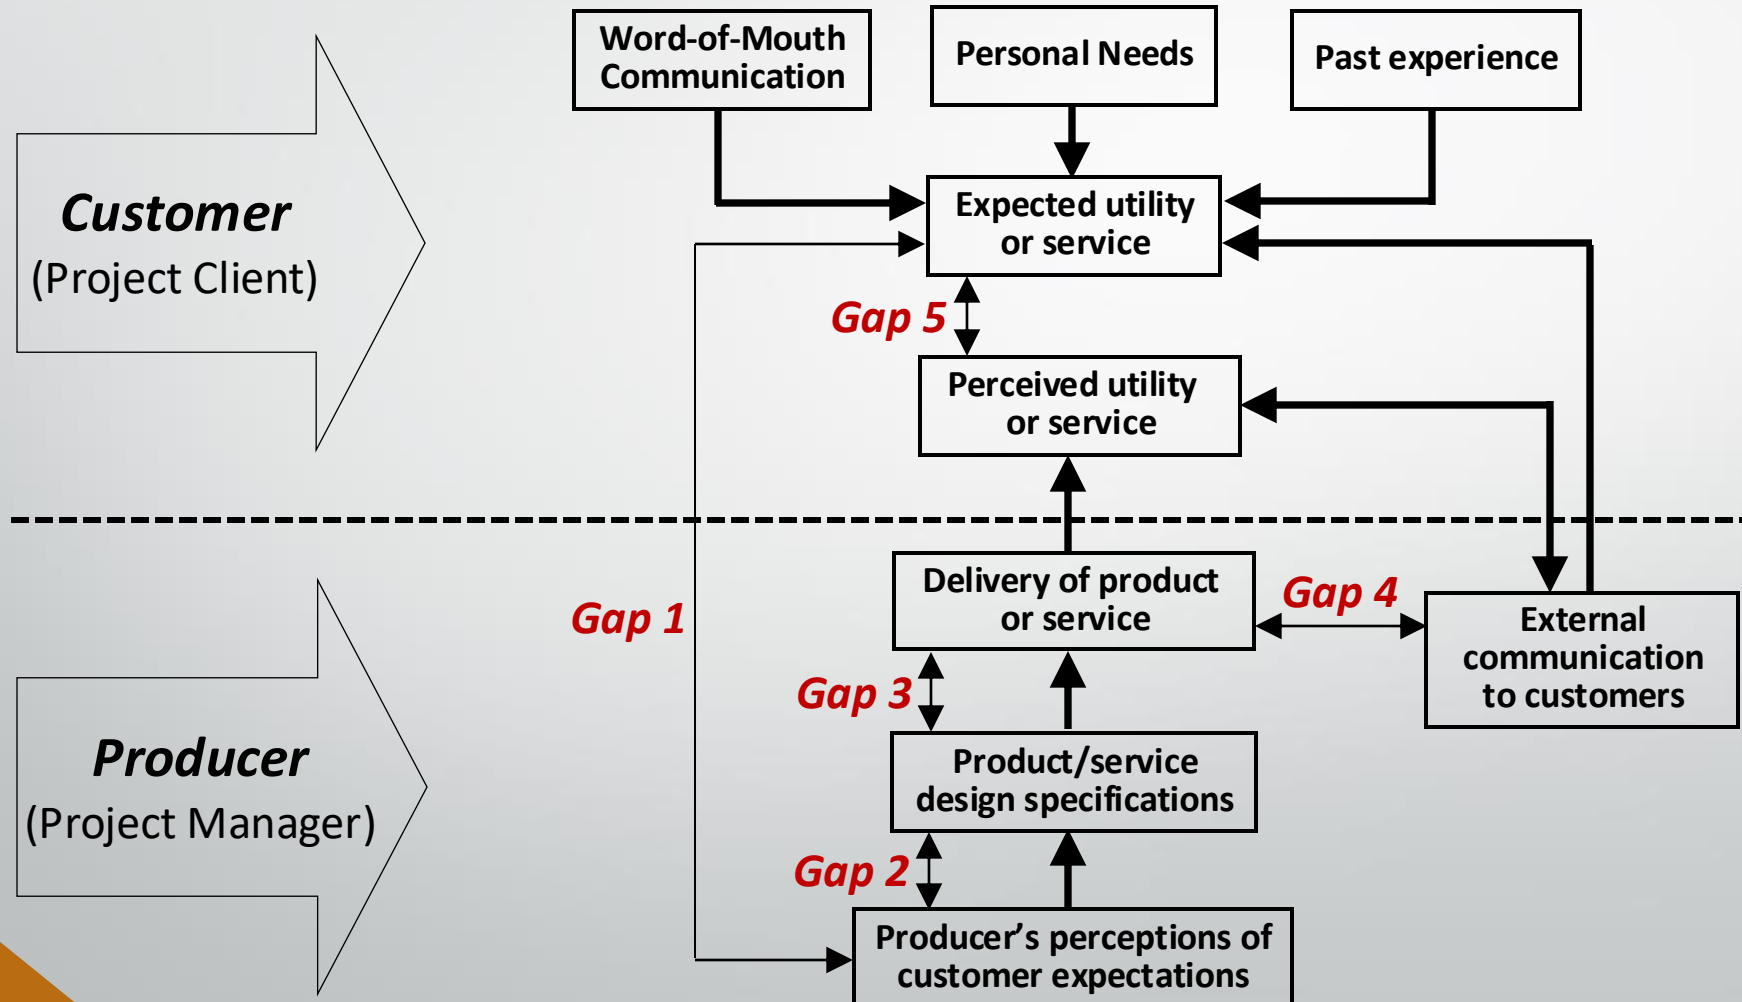 Word-of-Mouth
Communication
Personal Needs
Past experience
Customer
(Project Client)
Expected utility
or service
Gap 5
Perceived utility
or service
Gap 1
Delivery of product
or service
Gap 4
External
communication
to customers
Gap 3
Producer
(Project Manager)
Product/service
design specifications
Gap 2
Producer’s perceptions of
customer expectations